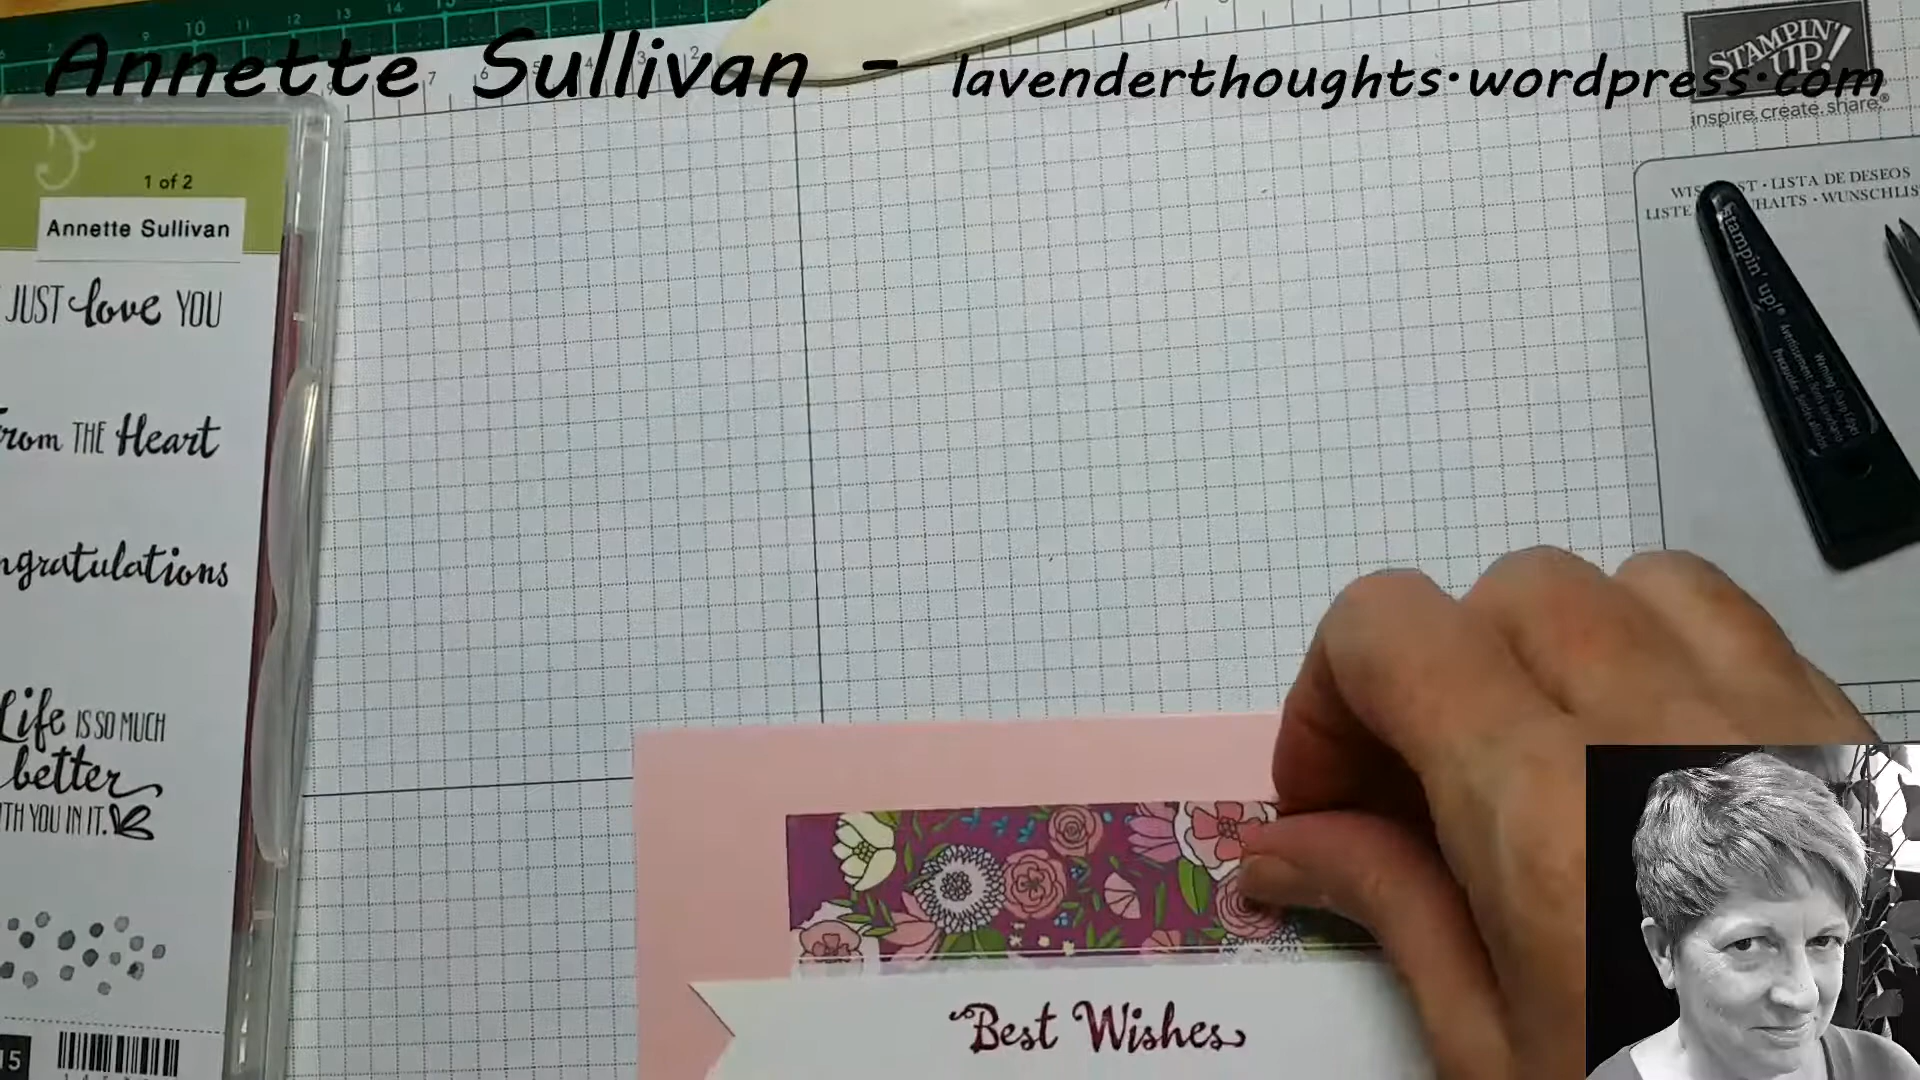 Annette Sullivan - lavenderthoughts.wordpress.com
STAMPIN' UP!
inspire.create.share.®
1 of 2
Annette Sullivan
JUST love YOU
from THE Heart
ngratulations
Life IS SO MUCH
better
TH YOU IN IT.
15
LISTA DE DESEOS
WUNSCHLIS
Stampin' up!®
Best Wishes